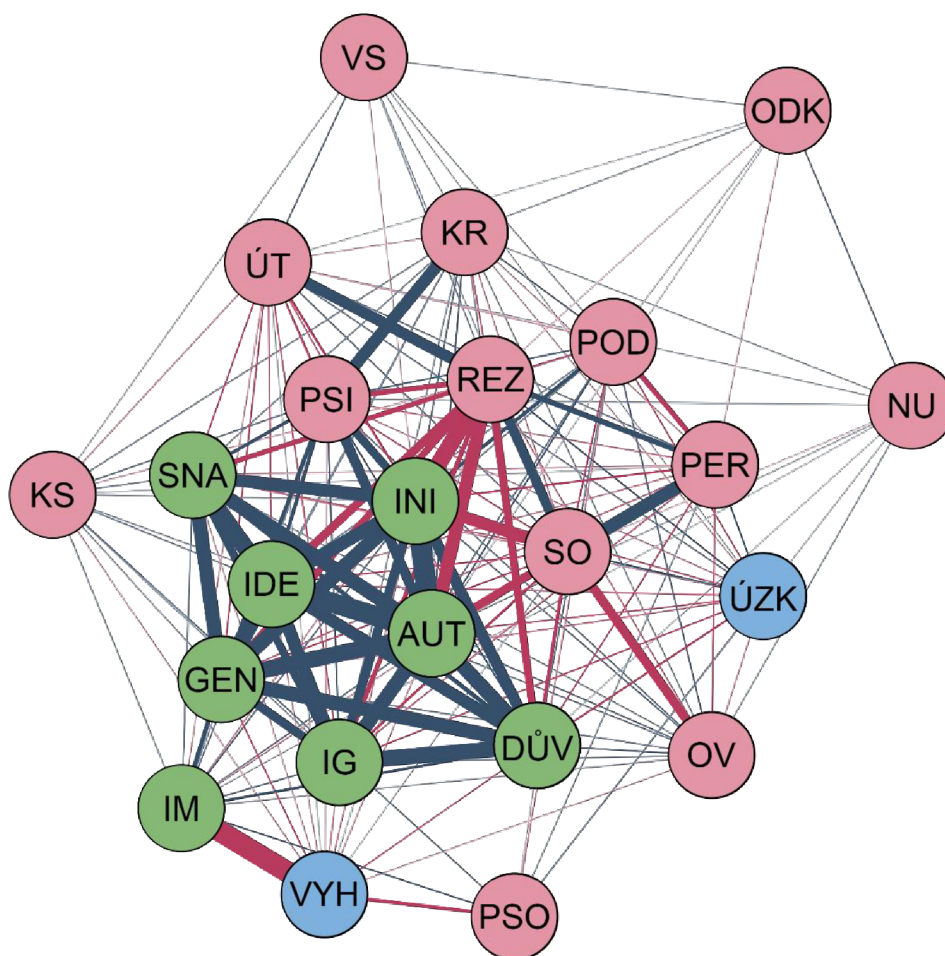 VS
ODK
KR
ÚT
POD
REZ
PSI
NU
PER
SNA
KS
INI
SO
IDE
ÚZK
AUT
GEN
DŮV
OV
IG
IM
VYH
PSO